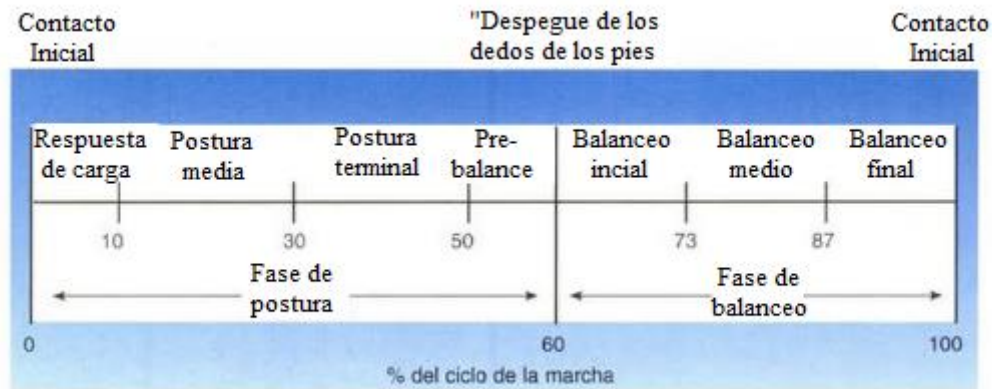 Contacto
Inicial
"Despegue de los
dedos de los pies
Contacto
Inicial
Respuesta
de carga
Postura
media
Postura
terminal
Pre-
balance
Balanceo
incial
Balanceo
medio
Balanceo
final
10
30
50
73
87
Fase de
postura
Fase de
balanceo
0
60
100
% del ciclo de la marcha